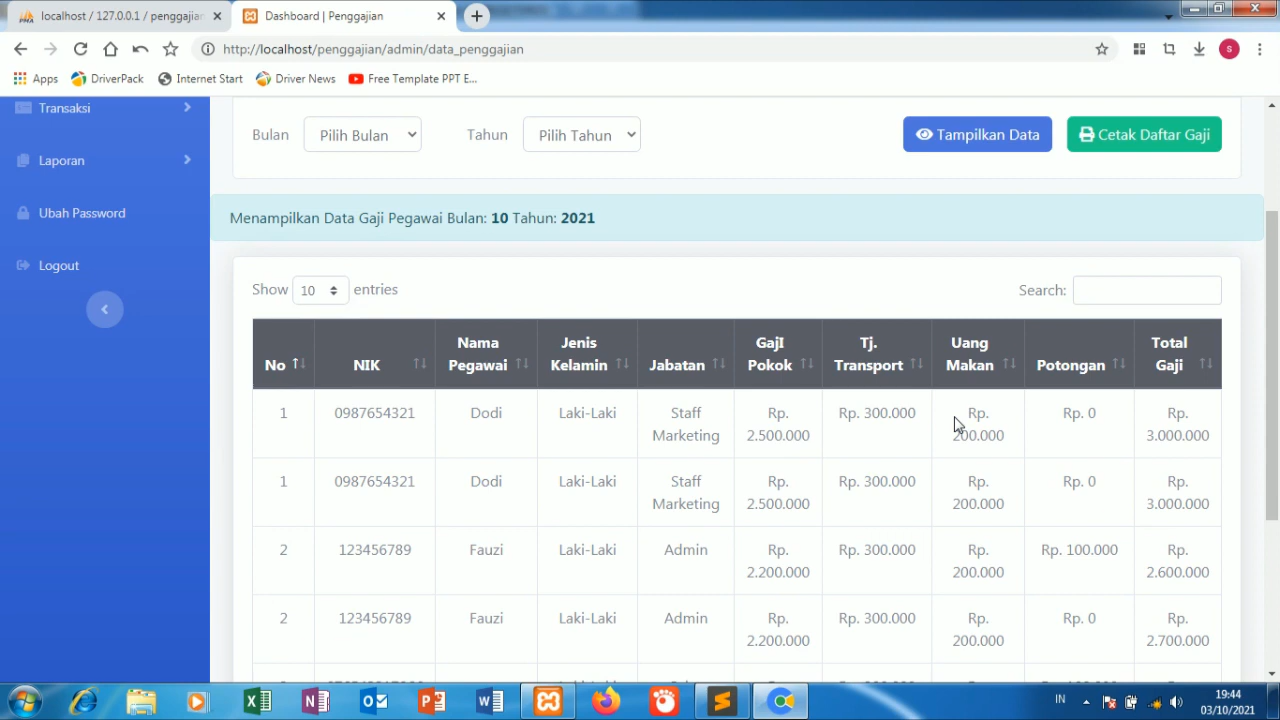 localhost / 127.0.0.1 / penggajian
Dashboard | Penggajian
http://localhost/penggajian/admin/data_penggajian
S
Apps DriverPack Internet Start Driver News Free Template PPT E...
Transaksi
Laporan
Ubah Password
Logout
Bulan Pilih Bulan Tahun Pilih Tahun Tampilkan Data Cetak Daftar Gaji
Menampilkan Data Gaji Pegawai Bulan: 10 Tahun: 2021
Show 10 entries Search:
No NIK Nama Pegawai Jenis Kelamin Jabatan GajI Pokok Tj. Transport Uang Makan Potongan Total Gaji
1 0987654321 Dodi Laki-Laki Staff Marketing Rp. 2.500.000 Rp. 300.000 Rp. 200.000 Rp. 0 Rp. 3.000.000
1 0987654321 Dodi Laki-Laki Staff Marketing Rp. 2.500.000 Rp. 300.000 Rp. 200.000 Rp. 0 Rp. 3.000.000
2 123456789 Fauzi Laki-Laki Admin Rp. 2.200.000 Rp. 300.000 Rp. 200.000 Rp. 100.000 Rp. 2.600.000
2 123456789 Fauzi Laki-Laki Admin Rp. 2.200.000 Rp. 300.000 Rp. 200.000 Rp. 0 Rp. 2.700.000
IN
19:44
03/10/2021